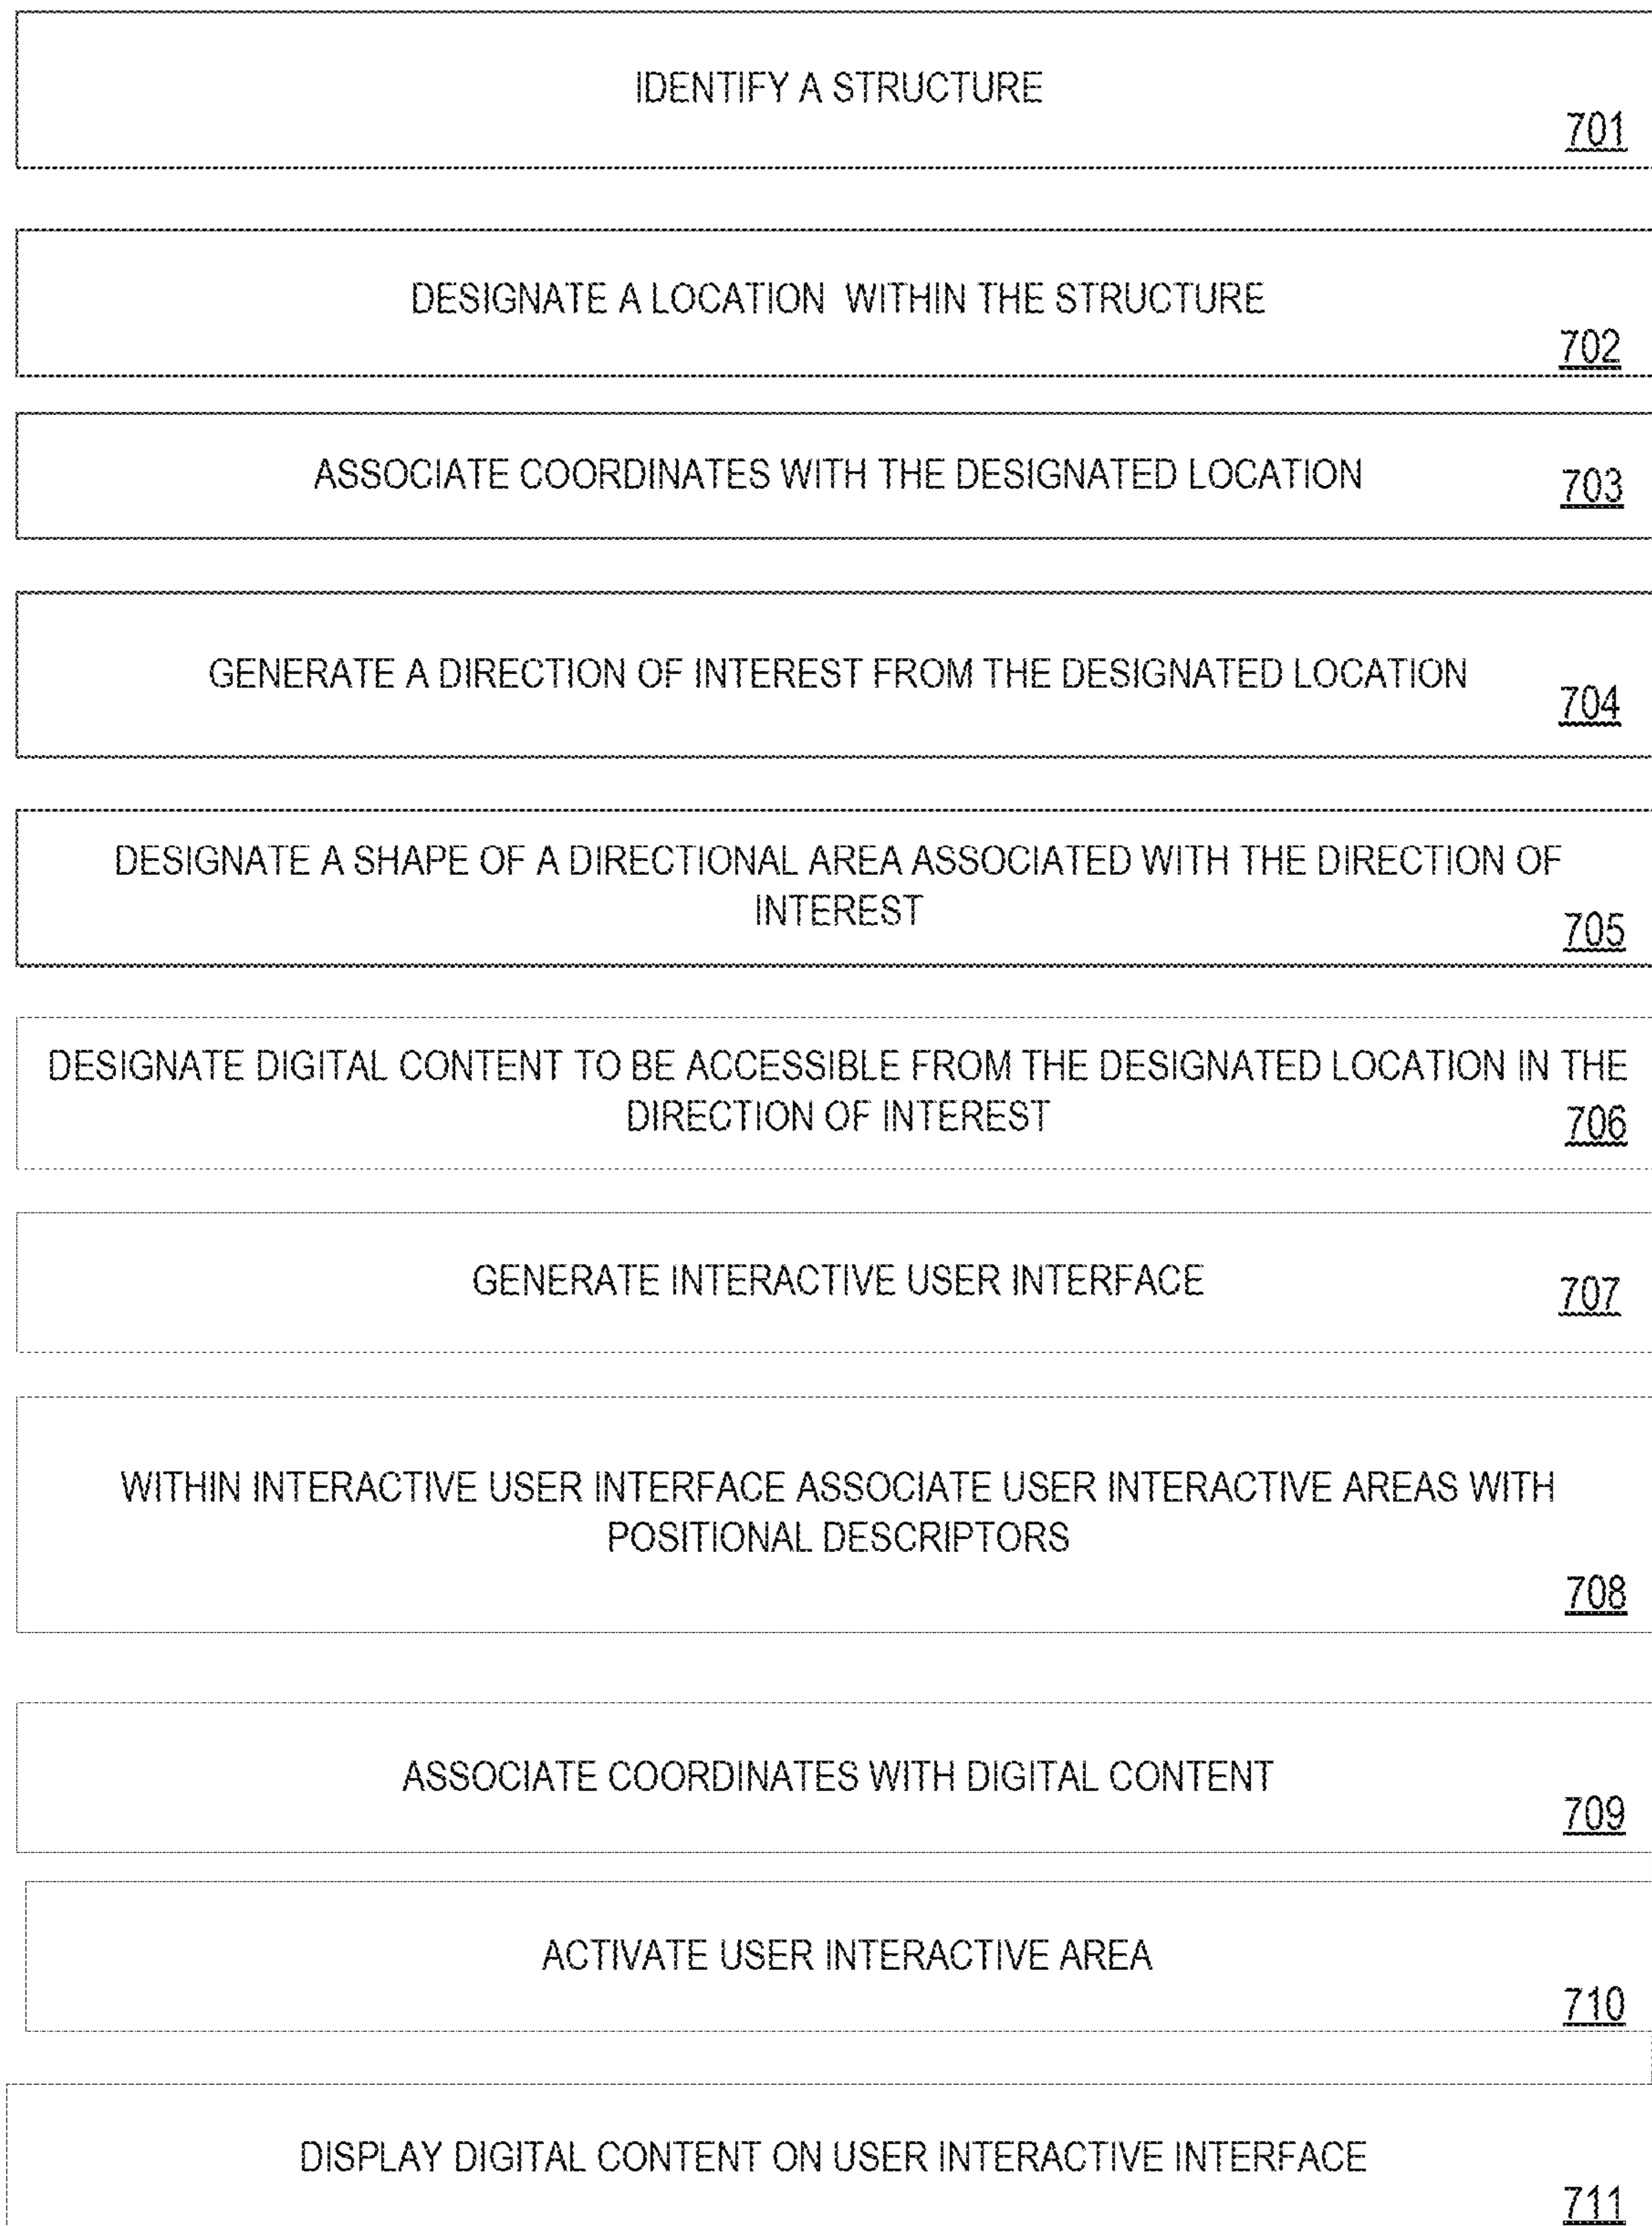 IDENTIFY A STRUCTURE
701
DESIGNATE A LOCATION WITHIN THE STRUCTURE
702
ASSOCIATE COORDINATES WITH THE DESIGNATED LOCATION
703
GENERATE A DIRECTION OF INTEREST FROM THE DESIGNATED LOCATION
704
DESIGNATE A SHAPE OF A DIRECTIONAL AREA ASSOCIATED WITH THE DIRECTION OF
INTEREST
705
DESIGNATE DIGITAL CONTENT TO BE ACCESSIBLE FROM THE DESIGNATED LOCATION IN THE
DIRECTION OF INTEREST
706
GENERATE INTERACTIVE USER INTERFACE
707
WITHIN INTERACTIVE USER INTERFACE ASSOCIATE USER INTERACTIVE AREAS WITH
POSITIONAL DESCRIPTORS
708
ASSOCIATE COORDINATES WITH DIGITAL CONTENT
709
ACTIVATE USER INTERACTIVE AREA
710
DISPLAY DIGITAL CONTENT ON USER INTERACTIVE INTERFACE
711